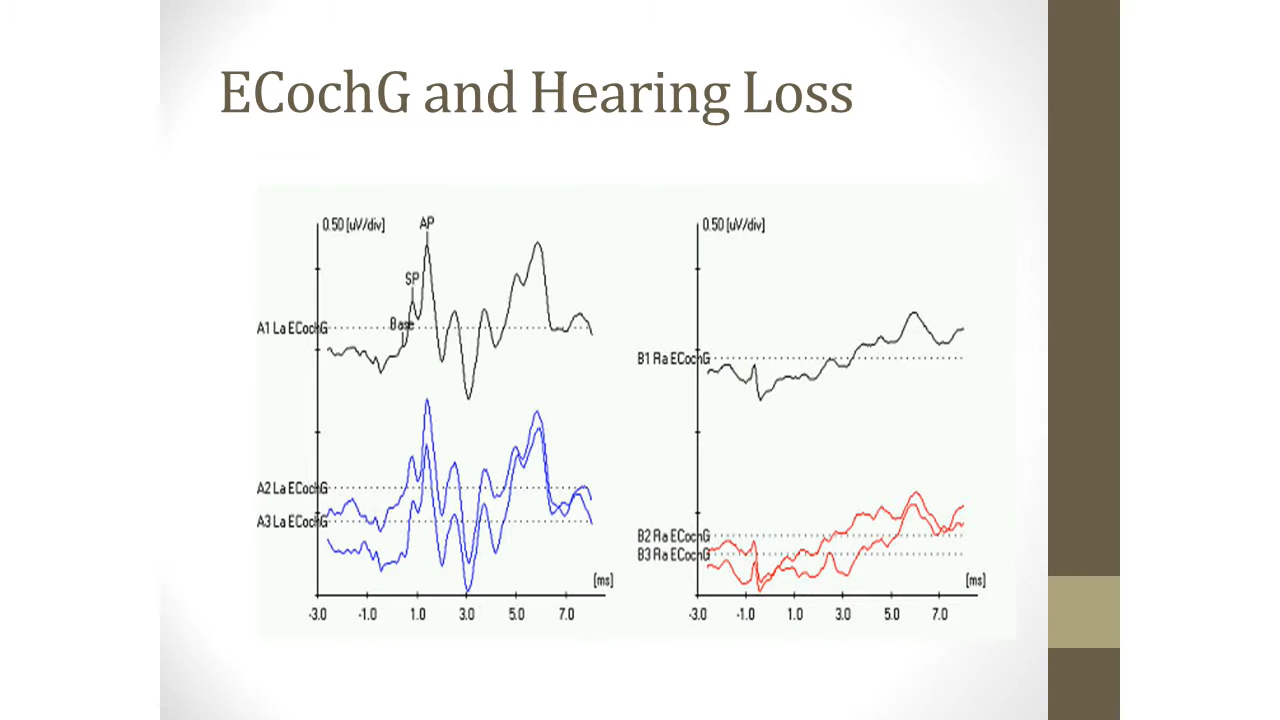 ECochG and Hearing Loss
0.50 [uV/div]
AP
SP
Base
A1 La ECochG
A2 La ECochG
A3 La ECochG
[ms]
-3.0 -1.0 1.0 3.0 5.0 7.0
0.50 [uV/div]
B1 Ra ECochG
B2 Ra ECochG
B3 Ra ECochG
[ms]
-3.0 -1.0 1.0 3.0 5.0 7.0